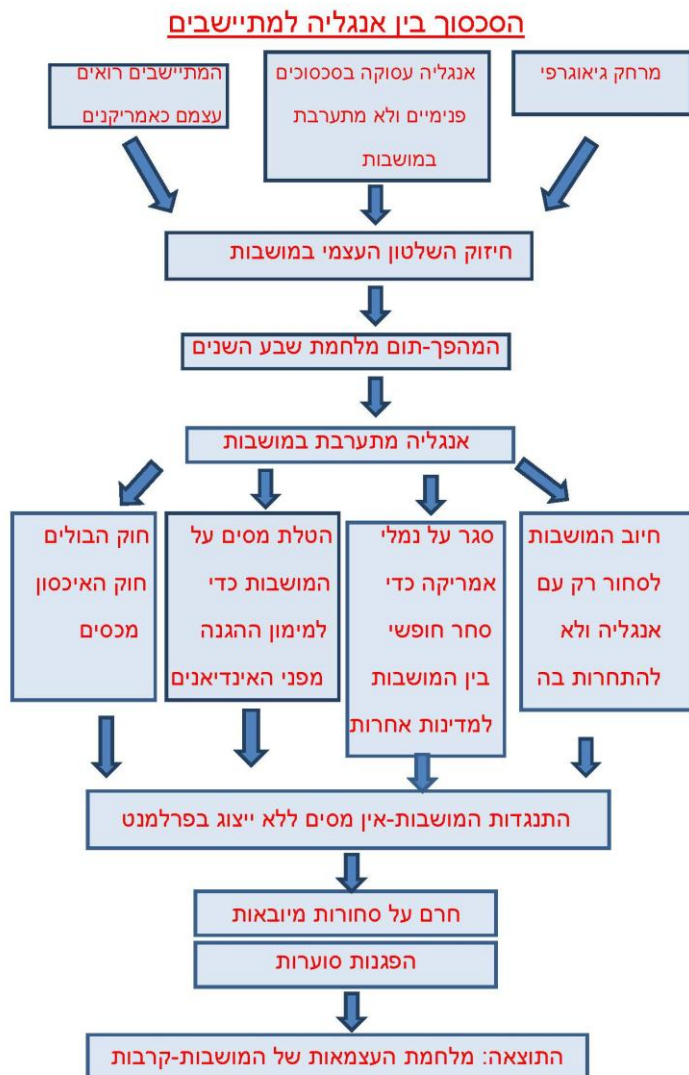 הסכסוך בין אנגליה למתיישבים
מרחק גיאוגרפי
אנגליה עסוקה בסכסוכים
פנימיים ולא מתערבת
במושבות
המתיישבים רואים
עצמם כאמריקנים
חיזוק השלטון העצמי במושבות
המהפך-תום מלחמת שבע השנים
אנגליה מתערבת במושבות
חיוב המושבות
לסחור רק עם
אנגליה ולא
להתחרות בה
סגר על נמלי
אמריקה כדי
סחר חופשי
בין המושבות
למדינות אחרות
הטלת מסים על
המושבות כדי
למימון ההגנה
מפני האינדיאנים
חוק הבולים
חוק האיכסון
מכסים
התנגדות המושבות-אין מסים ללא ייצוג בפרלמנט
חרם על סחורות מיובאות
הפגנות סוערות
התוצאה: מלחמת העצמאות של המושבות-קרבות